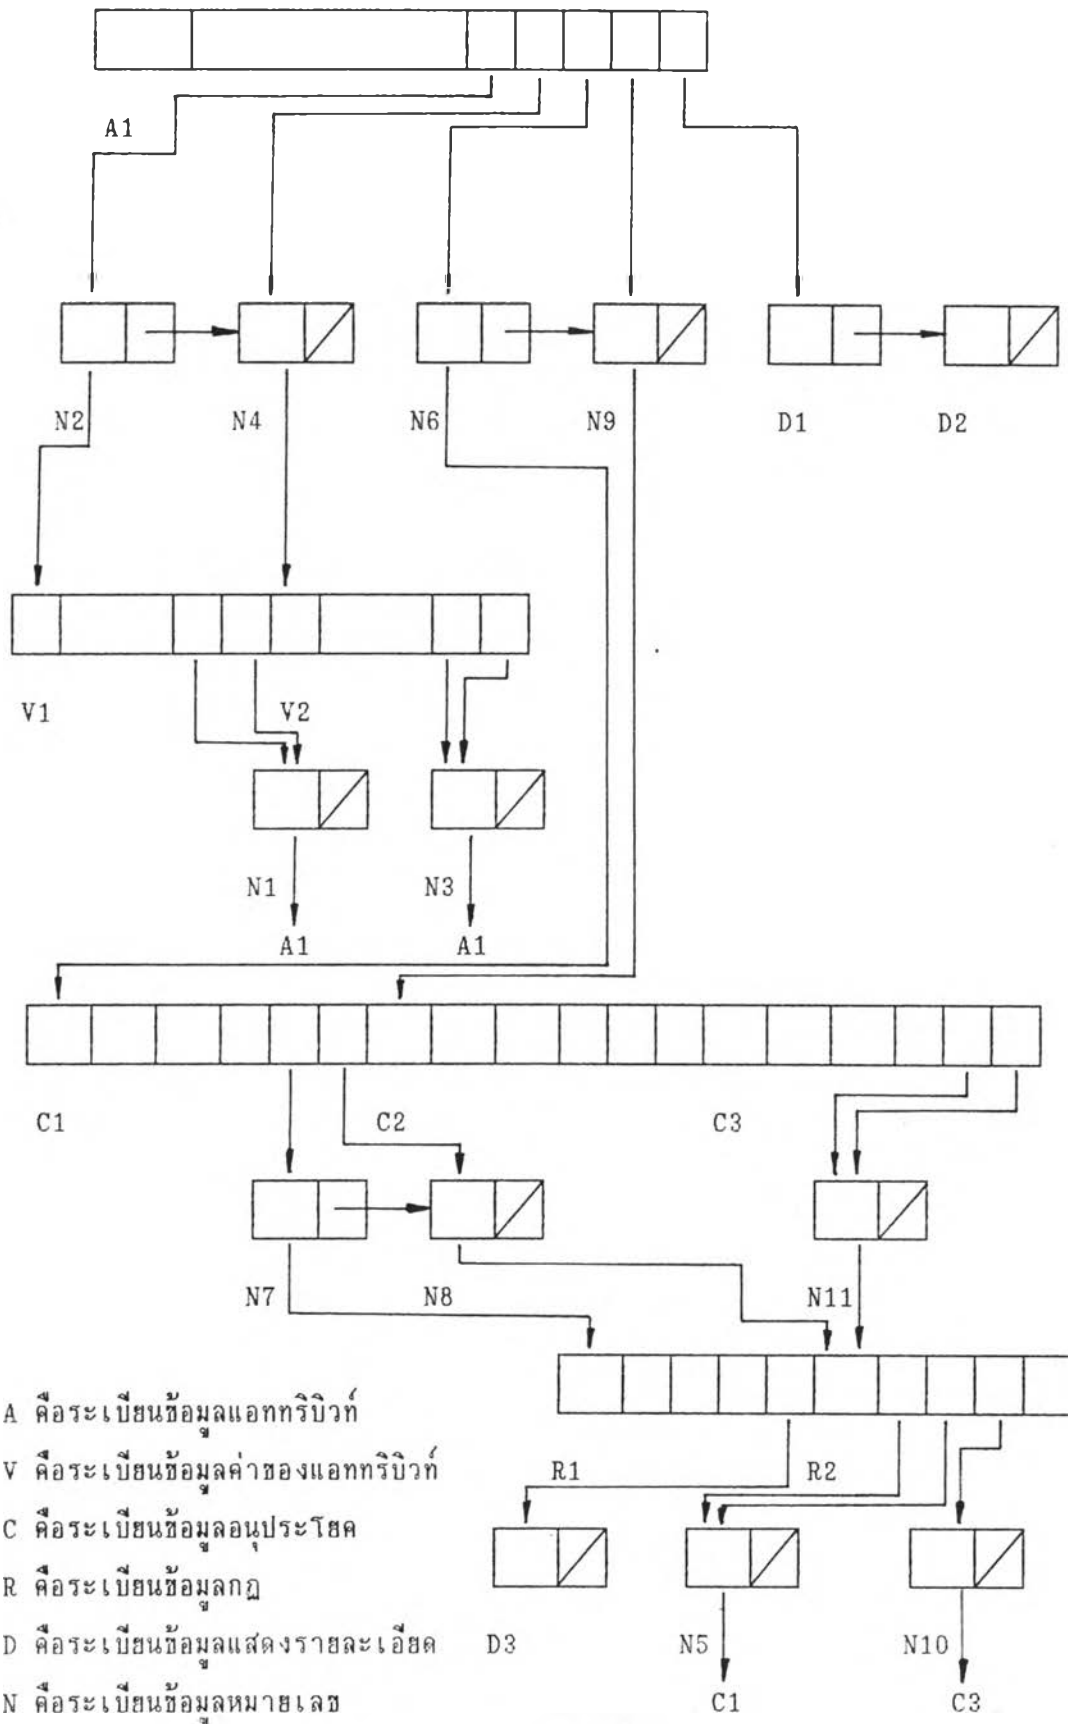 A1
N2 N4 N6 N9 D1 D2
V1 V2
N1 N3
A1 A1
C1 C2 C3
N7 N8 N11
A คือระเบียนข้อมูลแอททริบิวท์
V คือระเบียนข้อมูลค่าของแอททริบิวท์
R1 R2
C คือระเบียนข้อมูลอนุประโยค
R คือระเบียนข้อมูลกฎ
D คือระเบียนข้อมูลแสดงรายละเอียด D3 N5 N10
N คือระเบียนข้อมูลหมายเลข C1 C3